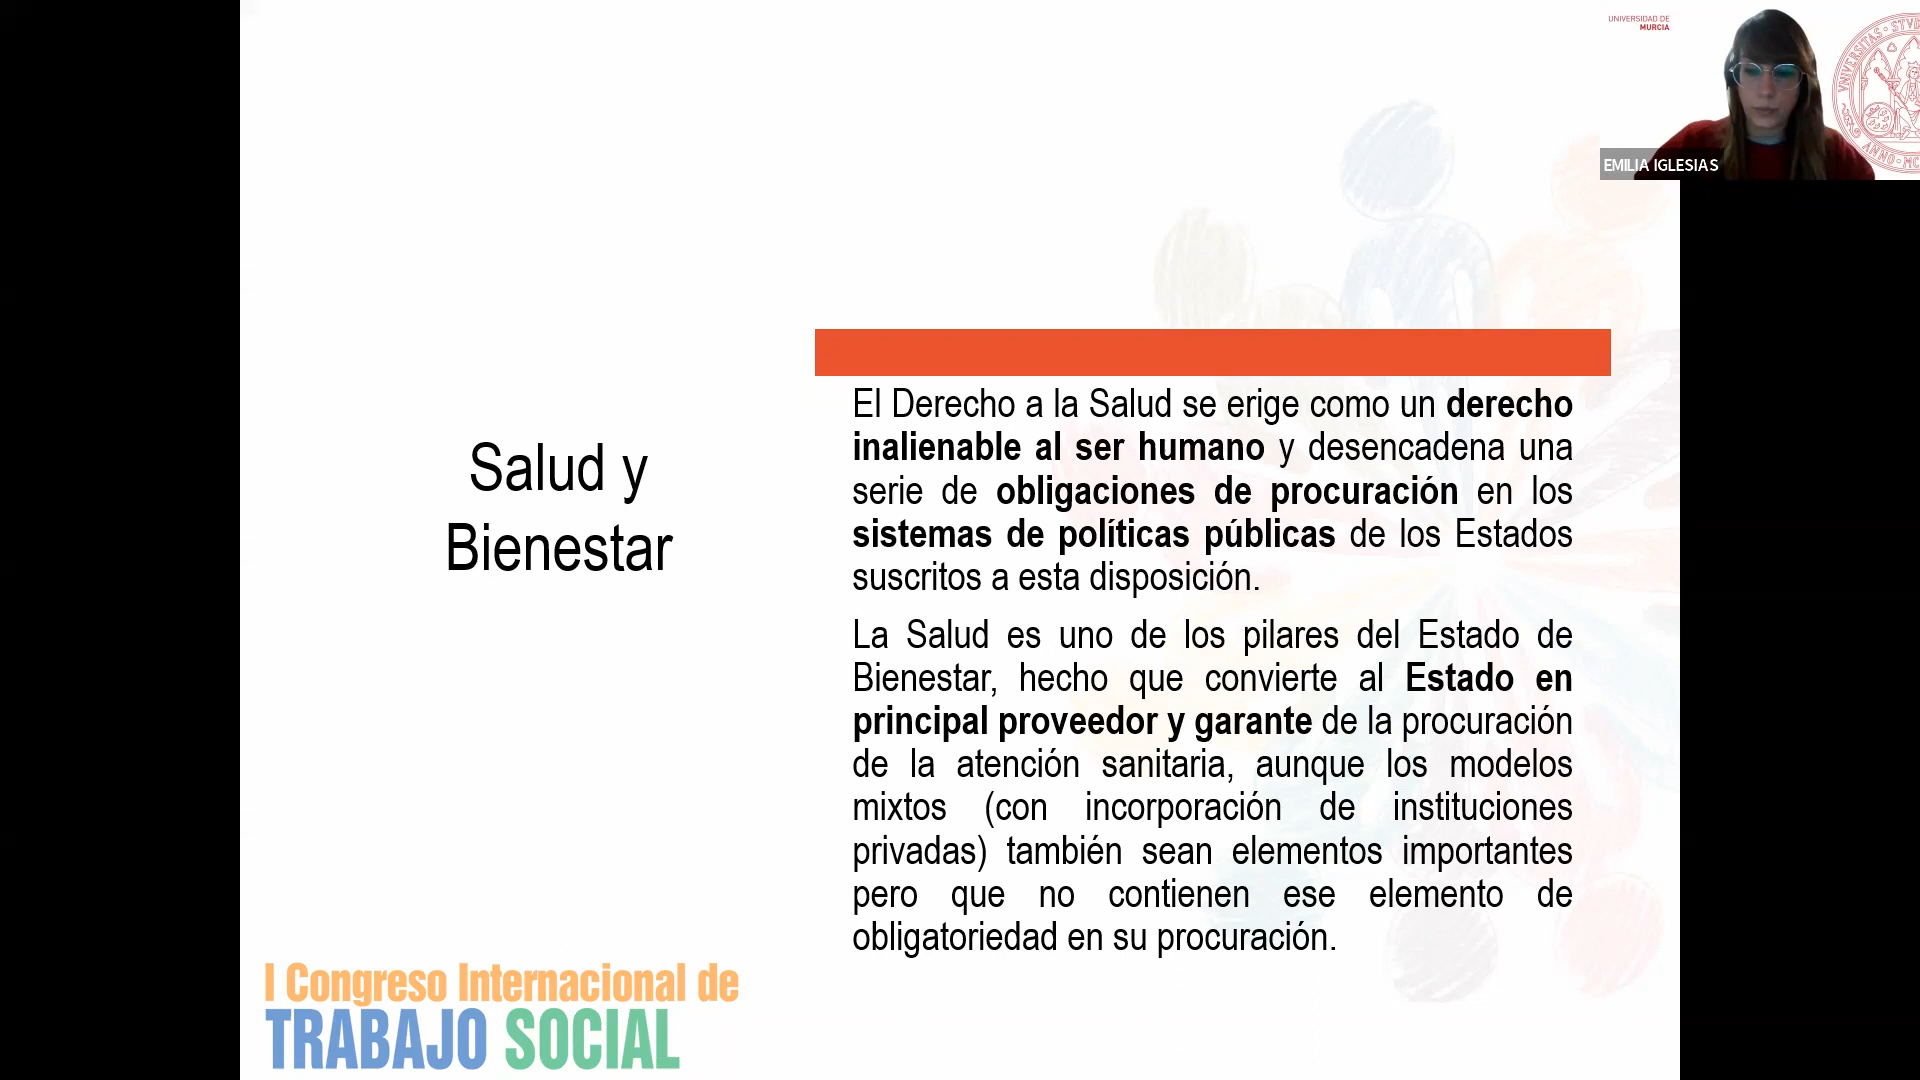 UNIVERSIDAD DE
MURCIA
EMILIA IGLESIAS
Salud y
Bienestar
El Derecho a la Salud se erige como un derecho
inalienable al ser humano y desencadena una
serie de obligaciones de procuración en los
sistemas de políticas públicas de los Estados
suscritos a esta disposición.
La Salud es uno de los pilares del Estado de
Bienestar, hecho que convierte al Estado en
principal proveedor y garante de la procuración
de la atención sanitaria, aunque los modelos
mixtos (con incorporación de instituciones
privadas) también sean elementos importantes
pero que no contienen ese elemento de
obligatoriedad en su procuración.
I Congreso Internacional de
TRABAJO SOCIAL